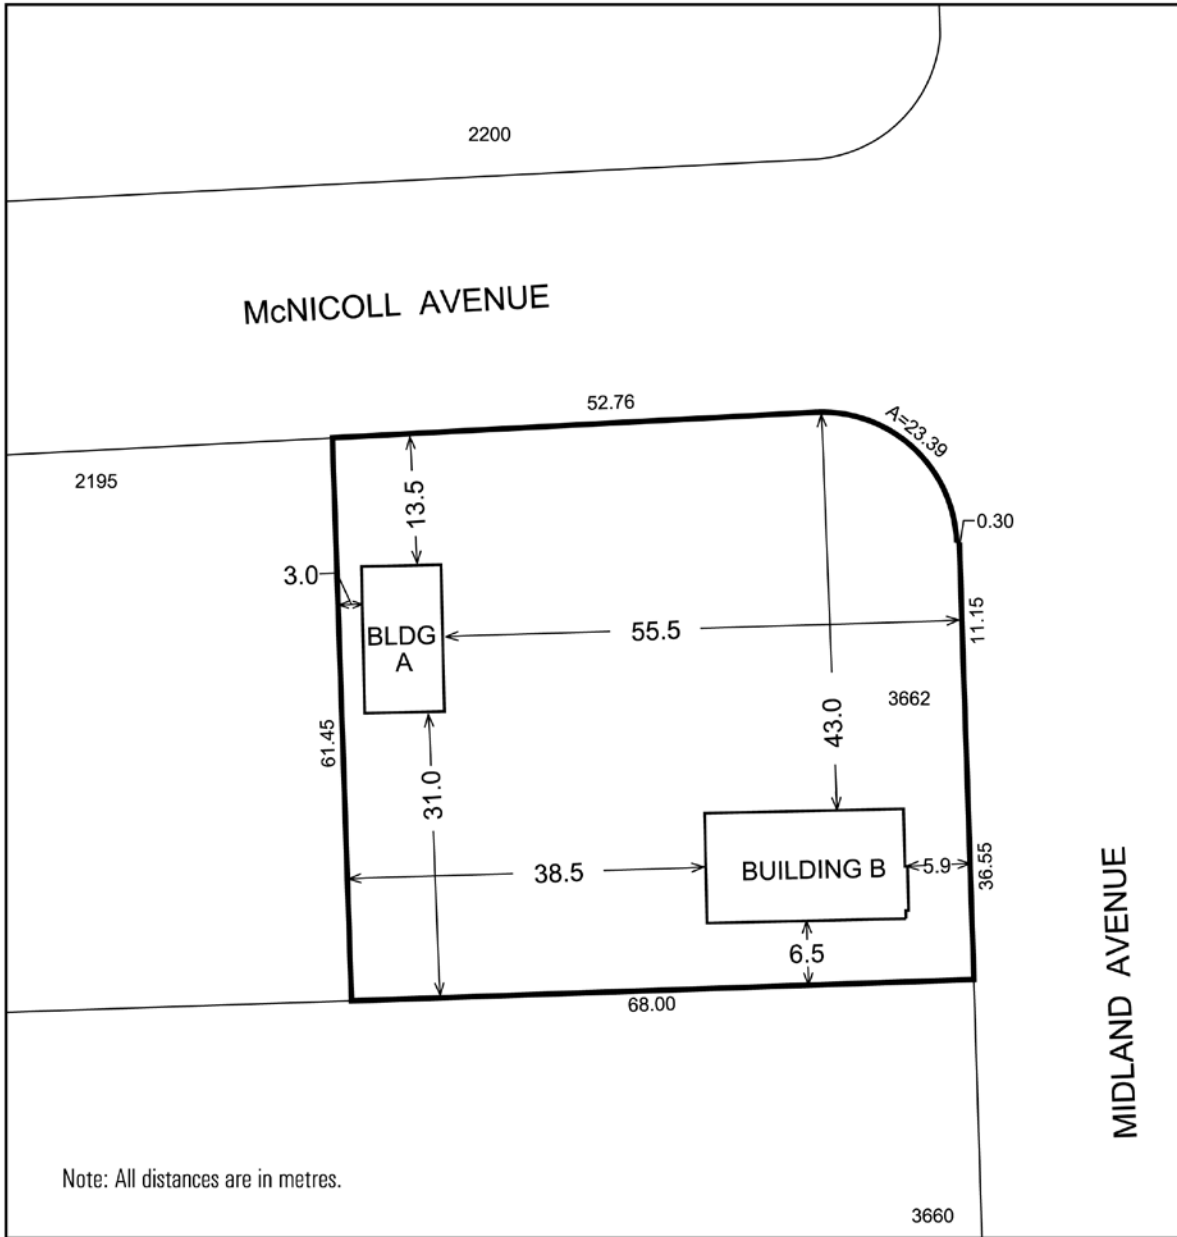 2200
McNICOLL AVENUE
52.76
A=23.39
2195
13.5
0.30
3.0
BLDG
A
55.5
11.15
3662
43.0
61.45
31.0
38.5
BUILDING B
5.9
36.55
6.5
68.00
MIDLAND AVENUE
Note: All distances are in metres.
3660